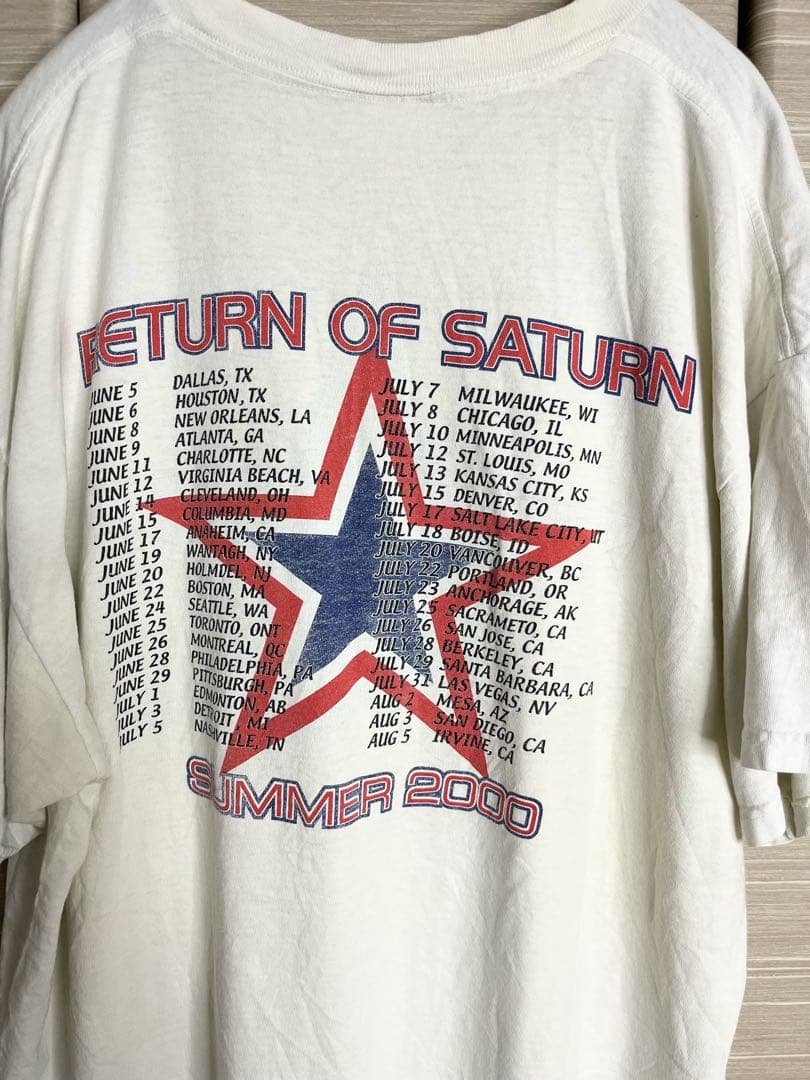 RETURN OF SATURN
JUNE 5 DALLAS, TX
JUNE 6 HOUSTON, TX
JUNE 8 NEW ORLEANS, LA
JUNE 9 ATLANTA, GA
JUNE 11 CHARLOTTE, NC
JUNE 12 VIRGINIA BEACH, VA
JUNE 14 CLEVELAND, OH
JUNE 15 COLUMBIA, MD
JUNE 17 ANAHEIM, CA
JUNE 19 WANTAGH, NY
JUNE 20 HOLMDEL, NJ
JUNE 22 BOSTON, MA
JUNE 24 SEATTLE, WA
JUNE 25 TORONTO, ONT
JUNE 26 MONTREAL, QC
JUNE 28 PHILADELPHIA, PA
JUNE 29 PITTSBURGH, PA
JULY 1 EDMONTON, AB
JULY 3 DETROIT, MI
JULY 5 NASHVILLE, TN
JULY 7 MILWAUKEE, WI
JULY 8 CHICAGO, IL
JULY 10 MINNEAPOLIS, MN
JULY 12 ST. LOUIS, MO
JULY 13 KANSAS CITY, KS
JULY 15 DENVER, CO
JULY 17 SALT LAKE CITY, UT
JULY 18 BOISE, ID
JULY 20 VANCOUVER, BC
JULY 22 PORTLAND, OR
JULY 23 ANCHORAGE, AK
JULY 25 SACRAMETO, CA
JULY 26 SAN JOSE, CA
JULY 28 BERKELEY, CA
JULY 29 SANTA BARBARA, CA
JULY 31 LAS VEGAS, NV
AUG 2 MESA, AZ
AUG 3 SAN DIEGO, CA
AUG 5 IRVINE, CA
SUMMER 2000